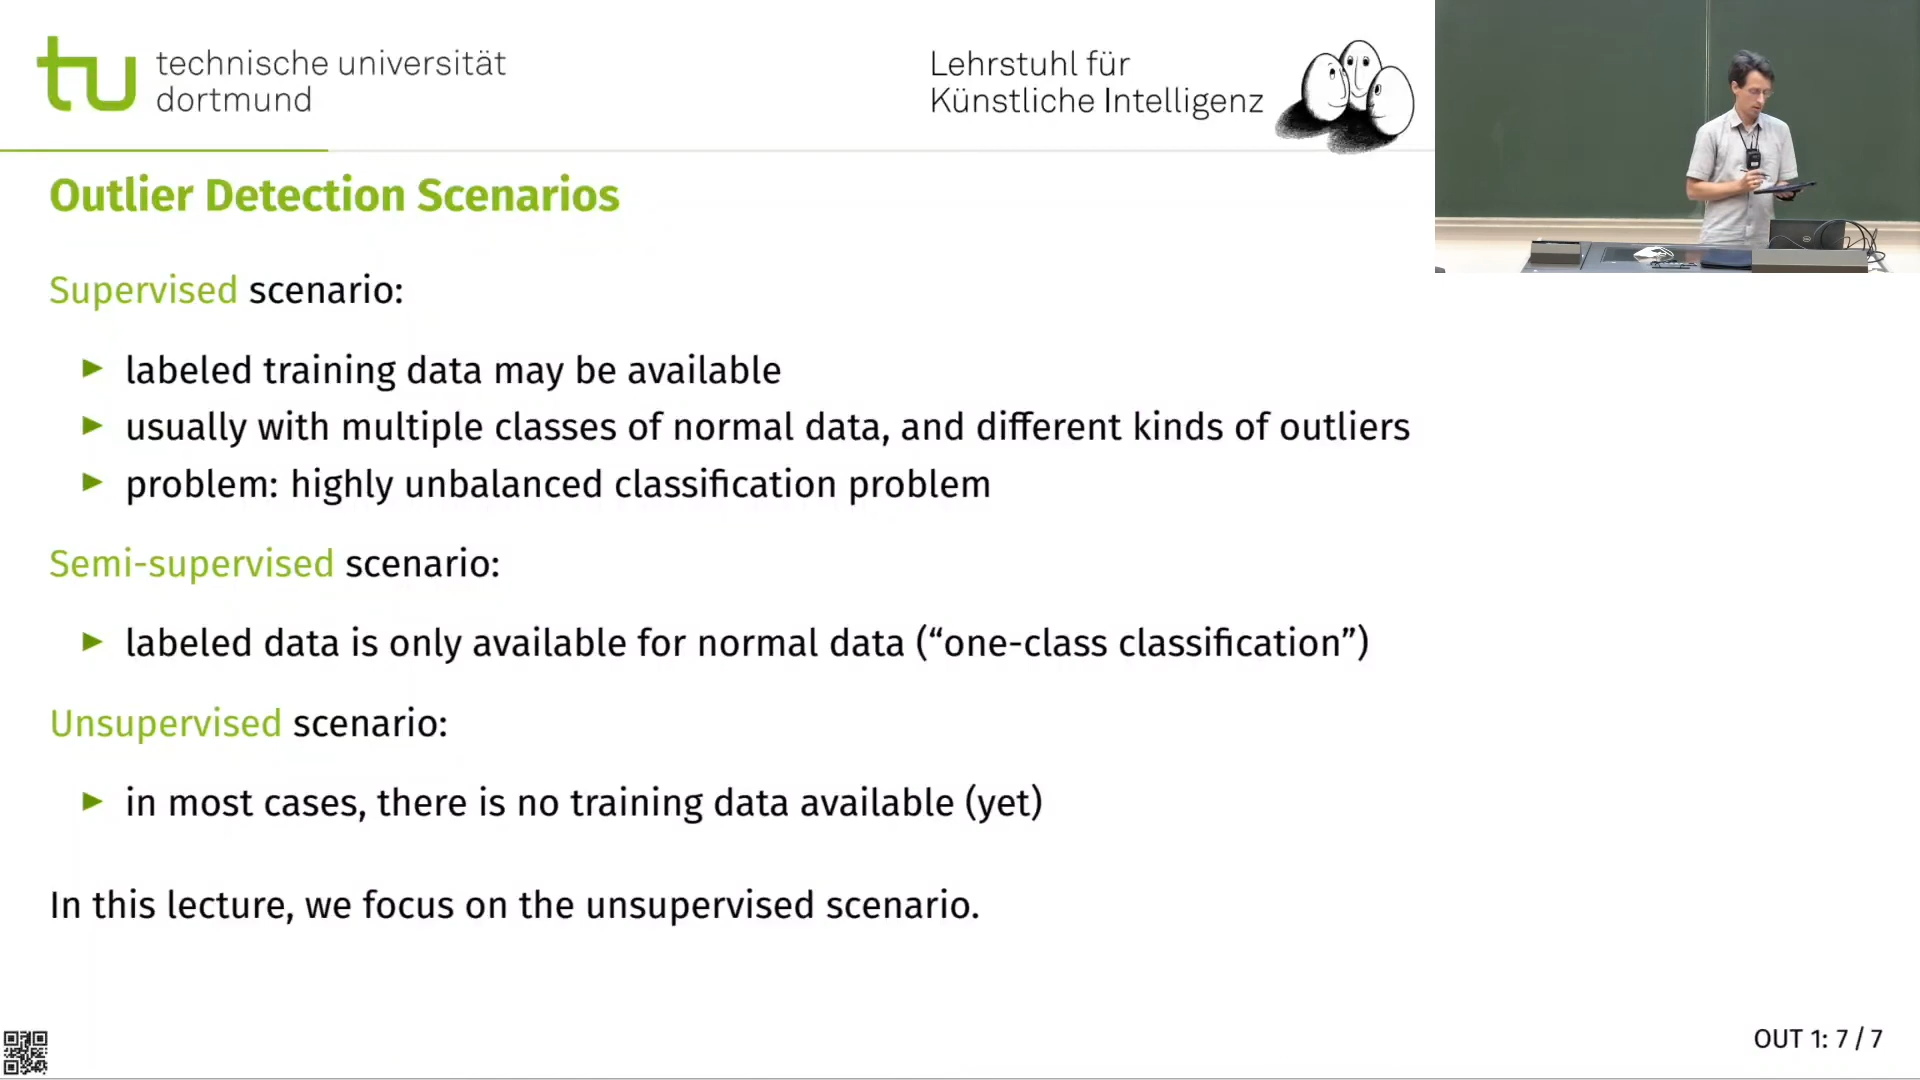 technische universität
dortmund
Lehrstuhl für
Künstliche Intelligenz
Outlier Detection Scenarios
Supervised scenario:
labeled training data may be available
usually with multiple classes of normal data, and different kinds of outliers
problem: highly unbalanced classification problem
Semi-supervised scenario:
labeled data is only available for normal data (“one-class classification”)
Unsupervised scenario:
in most cases, there is no training data available (yet)
In this lecture, we focus on the unsupervised scenario.
OUT 1: 7 / 7